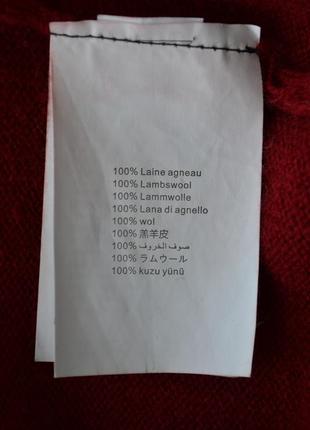 100% Laine agneau
100% Lambswool
100% Lammwolle
100% Lana di agnello
100% wol
100% 羔羊皮
100% صوف الخروف
100% ラムウール
100% kuzu yünü